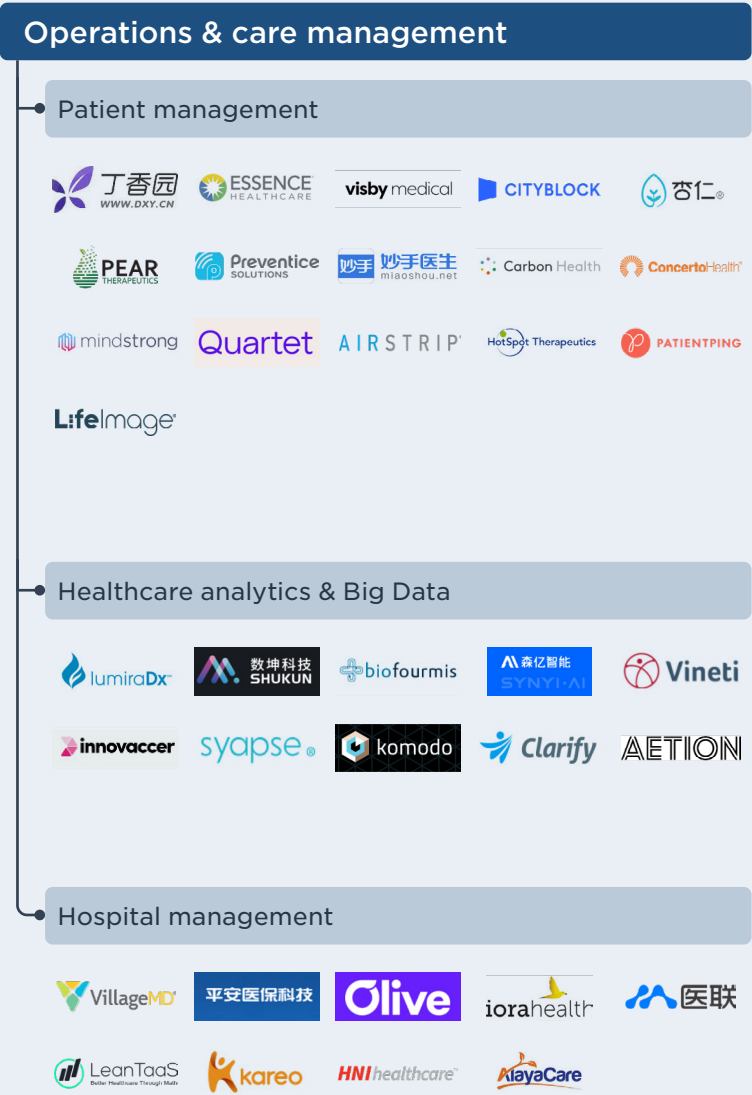 Operations & care management
Patient management
丁香园
WWW.DXY.CN
ESSENCE
HEALTHCARE
visby medical
CITYBLOCK
杏仁®
PEAR
THERAPEUTICS
Preventice
SOLUTIONS
妙手
妙手医生
miaoshou.net
Carbon Health
ConcertoHealth
mindstrong
Quartet
AIRSTRIP
HotSpot Therapeutics
PATIENTPING
LifeImage
Healthcare analytics & Big Data
lumiraDx
数坤科技
SHUKUN
biofourmis
森亿智能
SYNYI·AI
Vineti
innovaccer
syapse®
komodo
Clarify
AETION
Hospital management
VillageMD
平安医保科技
Olive
iorahealth
医联
LeanTaaS
Better Healthcare Through Math
kareo
HNI healthcare
AlayaCare